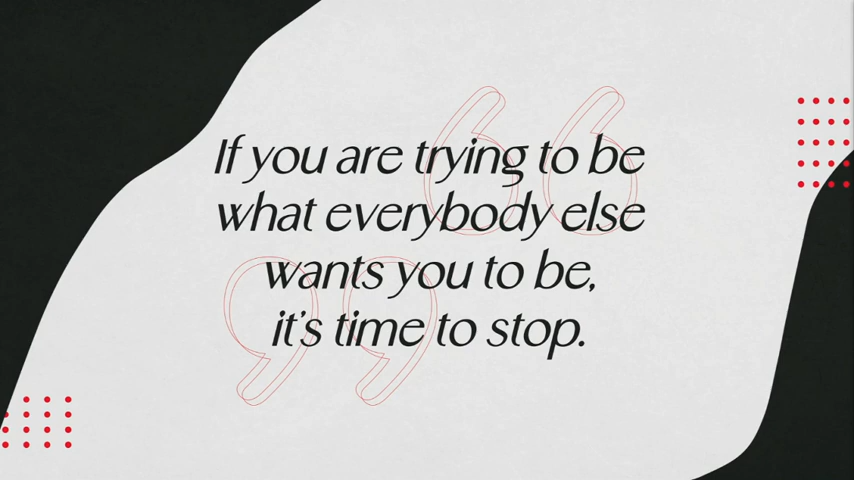 If you are trying to be
what everybody else
wants you to be,
it's time to stop.